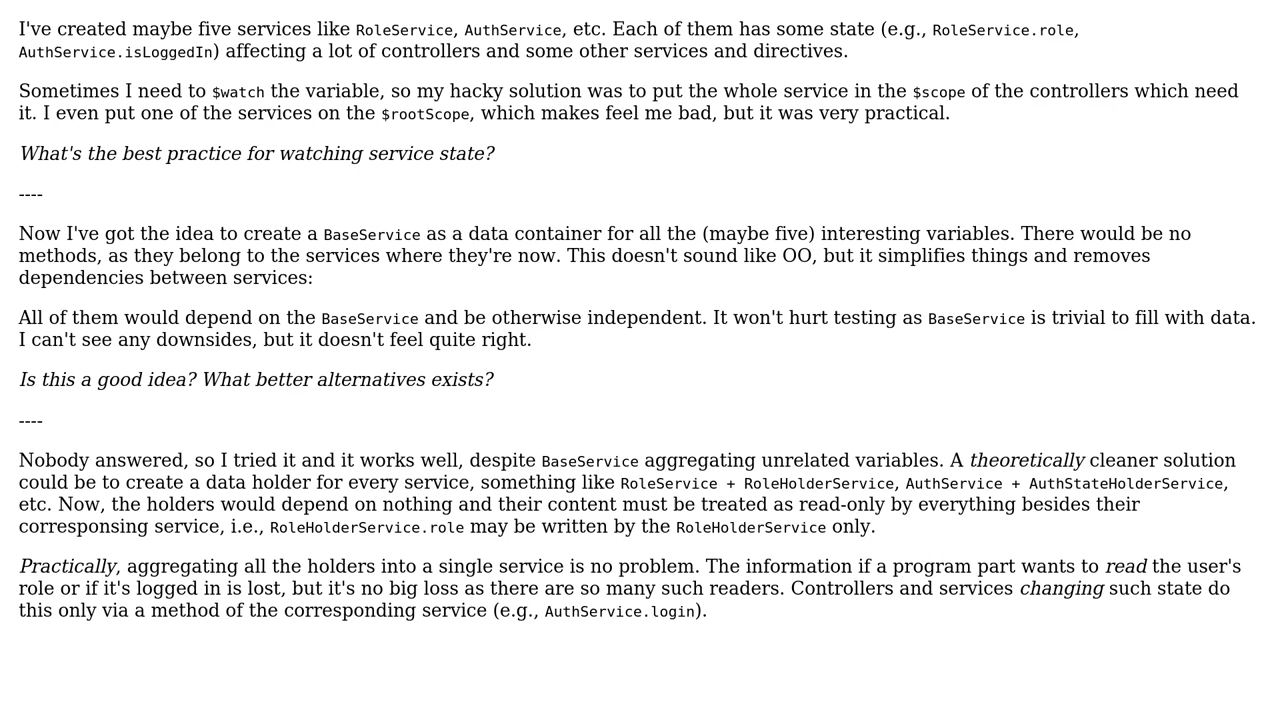 I've created maybe five services like RoleService, AuthService, etc. Each of them has some state (e.g., RoleService.role,
AuthService.isLoggedIn) affecting a lot of controllers and some other services and directives.
Sometimes I need to $watch the variable, so my hacky solution was to put the whole service in the $scope of the controllers which need
it. I even put one of the services on the $rootScope, which makes feel me bad, but it was very practical.
What's the best practice for watching service state?
----
Now I've got the idea to create a BaseService as a data container for all the (maybe five) interesting variables. There would be no
methods, as they belong to the services where they're now. This doesn't sound like OO, but it simplifies things and removes
dependencies between services:
All of them would depend on the BaseService and be otherwise independent. It won't hurt testing as BaseService is trivial to fill with data.
I can't see any downsides, but it doesn't feel quite right.
Is this a good idea? What better alternatives exists?
----
Nobody answered, so I tried it and it works well, despite BaseService aggregating unrelated variables. A theoretically cleaner solution
could be to create a data holder for every service, something like RoleService + RoleHolderService, AuthService + AuthStateHolderService,
etc. Now, the holders would depend on nothing and their content must be treated as read-only by everything besides their
corresponsing service, i.e., RoleHolderService.role may be written by the RoleHolderService only.
Practically, aggregating all the holders into a single service is no problem. The information if a program part wants to read the user's
role or if it's logged in is lost, but it's no big loss as there are so many such readers. Controllers and services changing such state do
this only via a method of the corresponding service (e.g., AuthService.login).